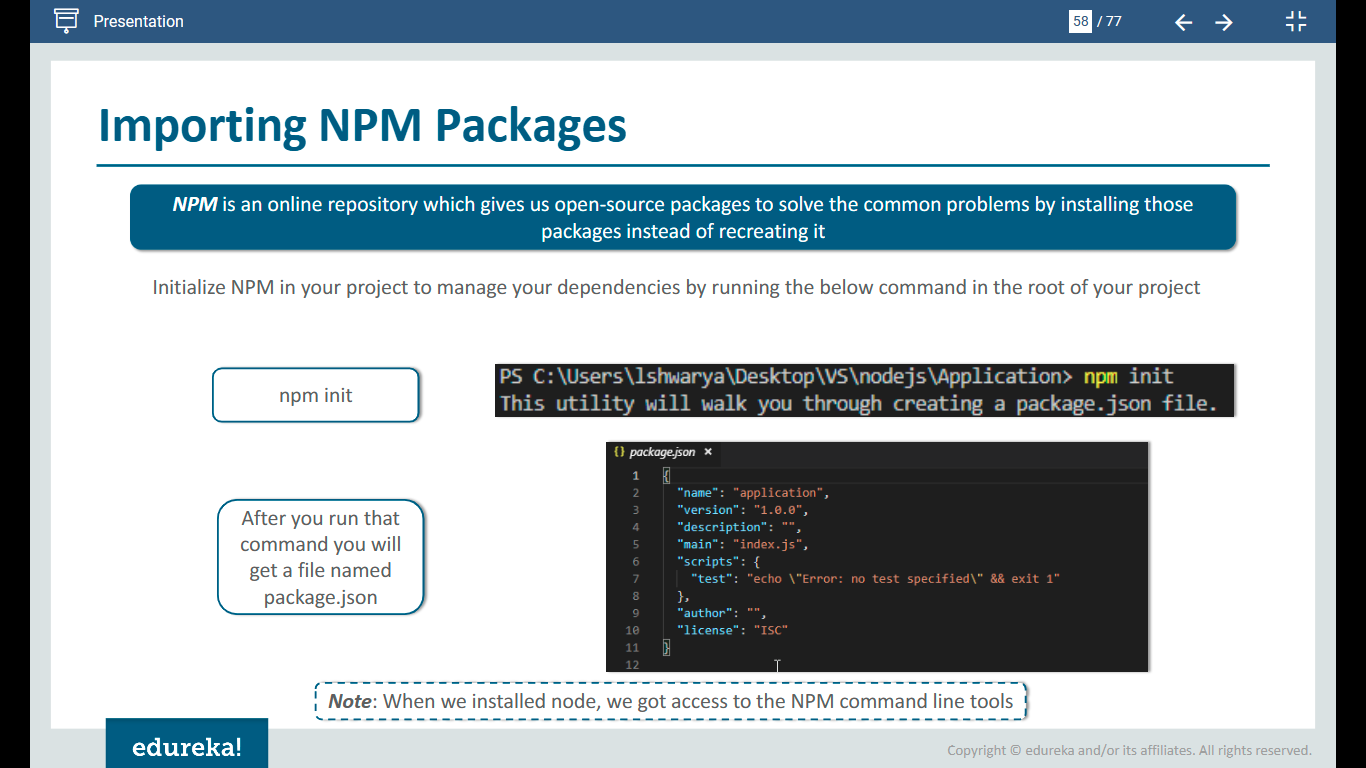 Presentation
58 / 77
Importing NPM Packages
NPM is an online repository which gives us open-source packages to solve the common problems by installing those
packages instead of recreating it
Initialize NPM in your project to manage your dependencies by running the below command in the root of your project
npm init
PS C:\Users\lshwarya\Desktop\VS\nodejs\Application> npm init
This utility will walk you through creating a package.json file.
After you run that
command you will
get a file named
package.json
{} package.json ×
1 {
2 "name": "application",
3 "version": "1.0.0",
4 "description": "",
5 "main": "index.js",
6 "scripts": {
7 "test": "echo \"Error: no test specified\" && exit 1"
8 },
9 "author": "",
10 "license": "ISC"
11 }
12
Note: When we installed node, we got access to the NPM command line tools
edureka!
Copyright © edureka and/or its affiliates. All rights reserved.